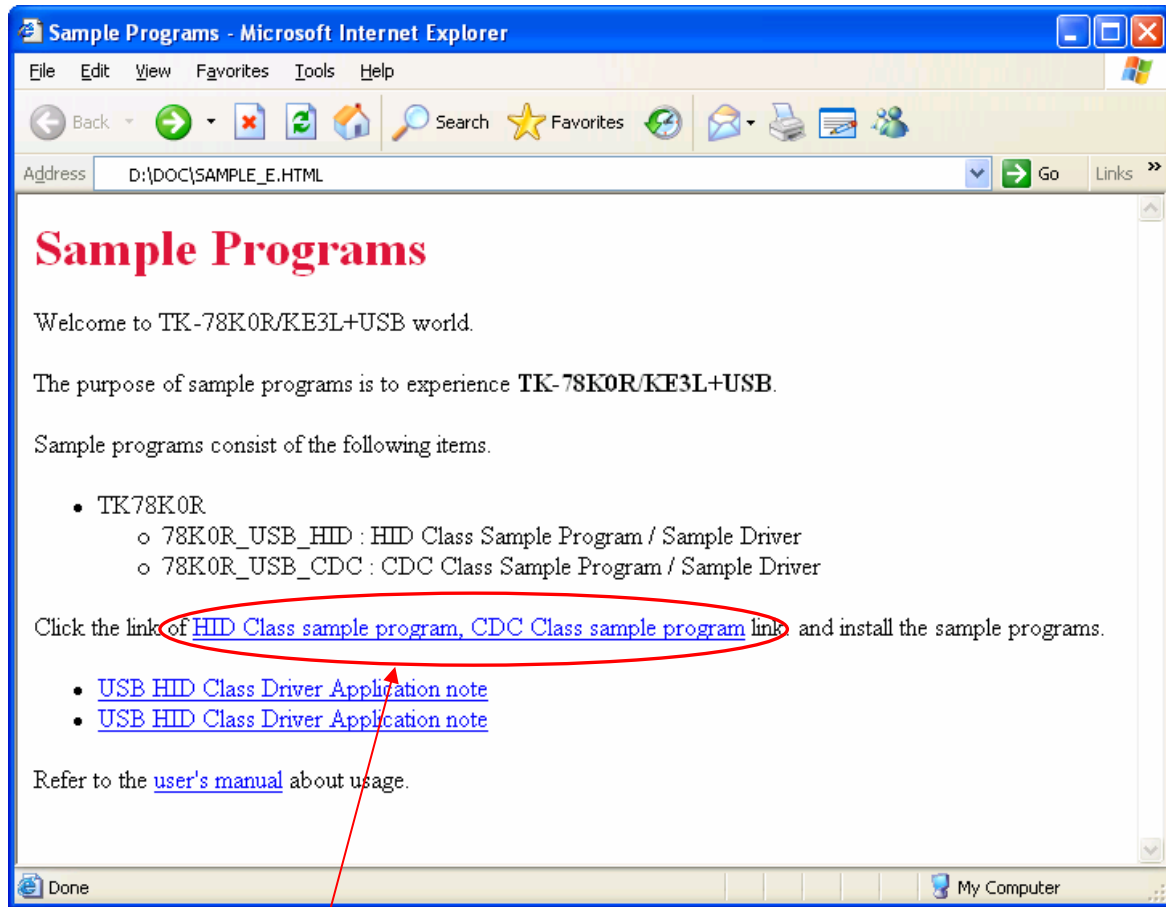 Sample Programs - Microsoft Internet Explorer
File Edit View Favorites Tools Help
Back Search Favorites
Address D:\DOC\SAMPLE_E.HTML Go Links »
Sample Programs
Welcome to TK-78K0R/KE3L+USB world.
The purpose of sample programs is to experience TK-78K0R/KE3L+USB.
Sample programs consist of the following items.
• TK78K0R
o 78K0R_USB_HID : HID Class Sample Program / Sample Driver
o 78K0R_USB_CDC : CDC Class Sample Program / Sample Driver
Click the link of HID Class sample program, CDC Class sample program link. and install the sample programs.
• USB HID Class Driver Application note
• USB HID Class Driver Application note
Refer to the user's manual about usage.
Done My Computer